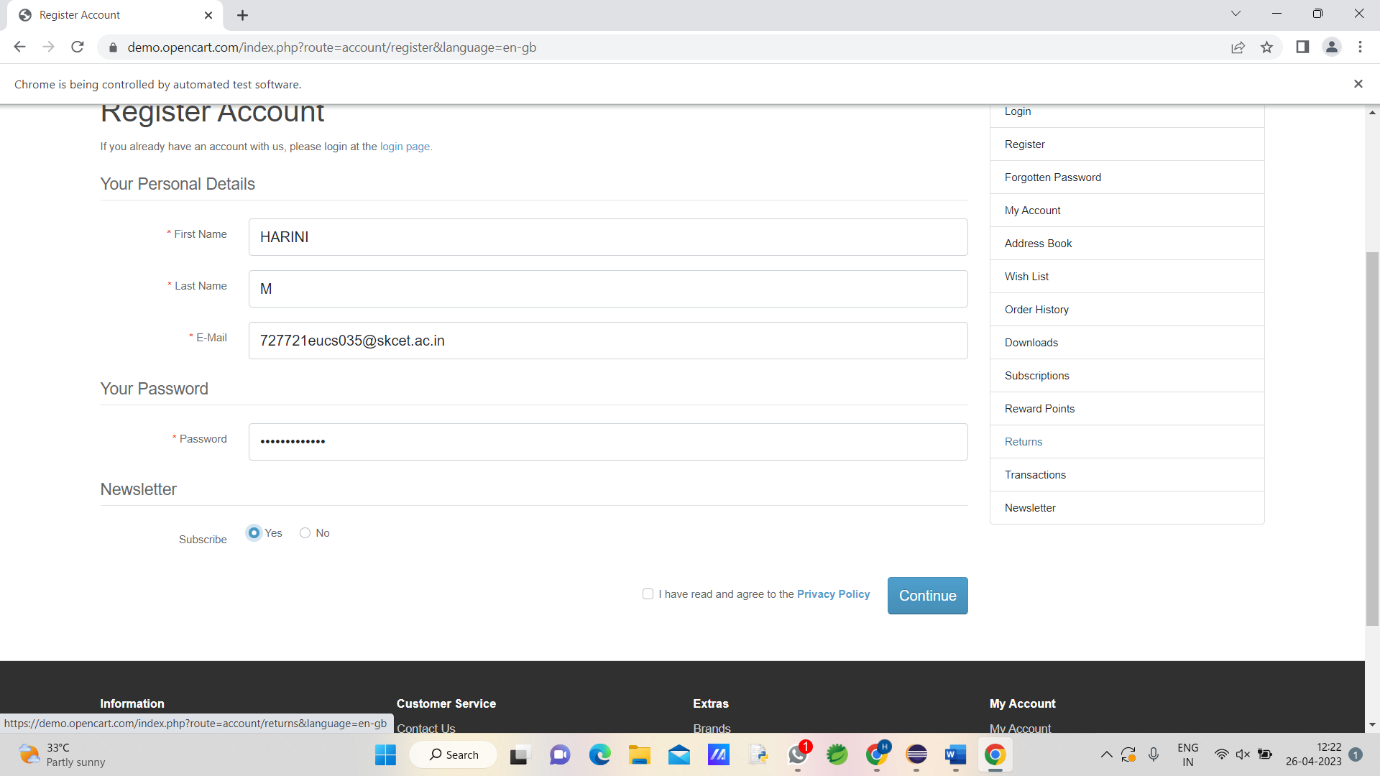 Register Account
demo.opencart.com/index.php?route=account/register&language=en-gb
Chrome is being controlled by automated test software.
Register Account
If you already have an account with us, please login at the login page.
Your Personal Details
* First Name
HARINI
* Last Name
M
* E-Mail
727721eucs035@skcet.ac.in
Your Password
* Password
•••••••••••••
Newsletter
Subscribe
Yes
No
I have read and agree to the Privacy Policy
Continue
Login
Register
Forgotten Password
My Account
Address Book
Wish List
Order History
Downloads
Subscriptions
Reward Points
Returns
Transactions
Newsletter
Information
Customer Service
Extras
My Account
Contact Us
Brands
My Account
https://demo.opencart.com/index.php?route=account/returns&language=en-gb
33°C
Partly sunny
Search
1
H
W
ENG
IN
12:22
26-04-2023
1